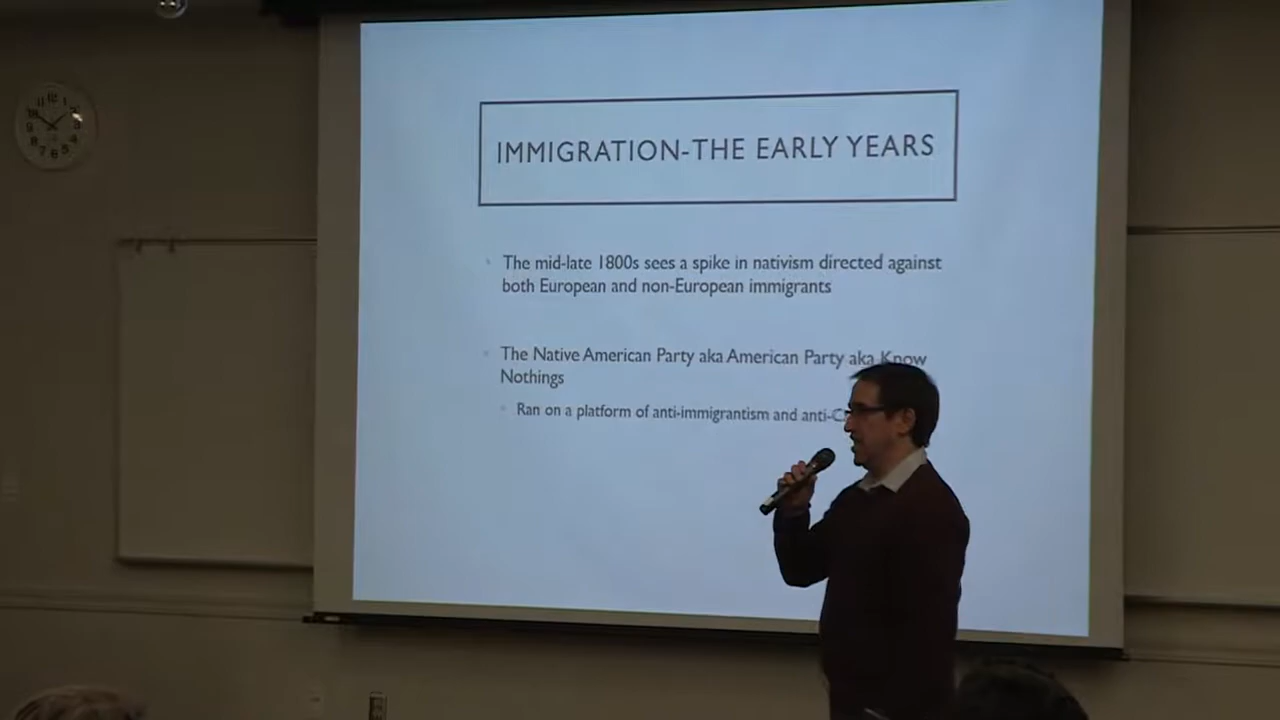 IMMIGRATION-THE EARLY YEARS
The mid-late 1800s sees a spike in nativism directed against
both European and non-European immigrants
The Native American Party aka American Party aka Know
Nothings
Ran on a platform of anti-immigrantism and anti-C